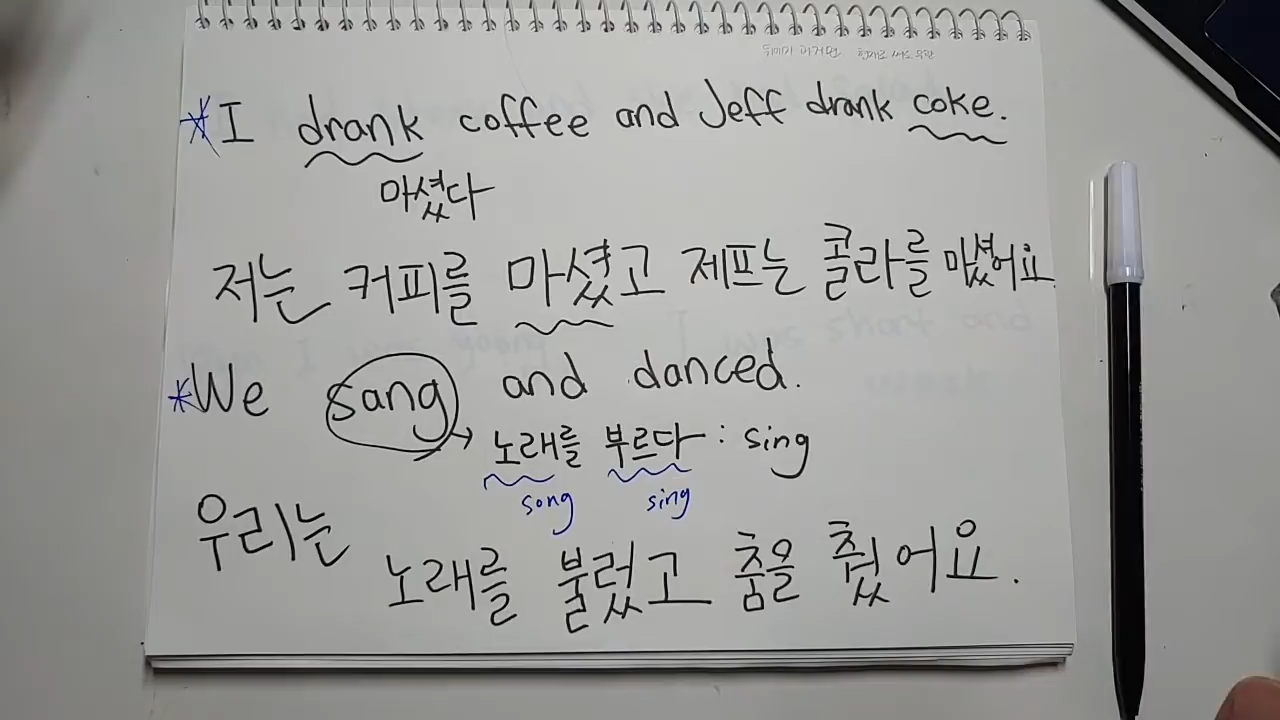 *I drank coffee and Jeff drank coke.
마셨다
저는 커피를 마셨고 제프는 콜라를 마셨어요
*We sang and danced.
→ 노래를 부르다 : sing
song sing
우리는 노래를 불렀고 춤을 췄어요.